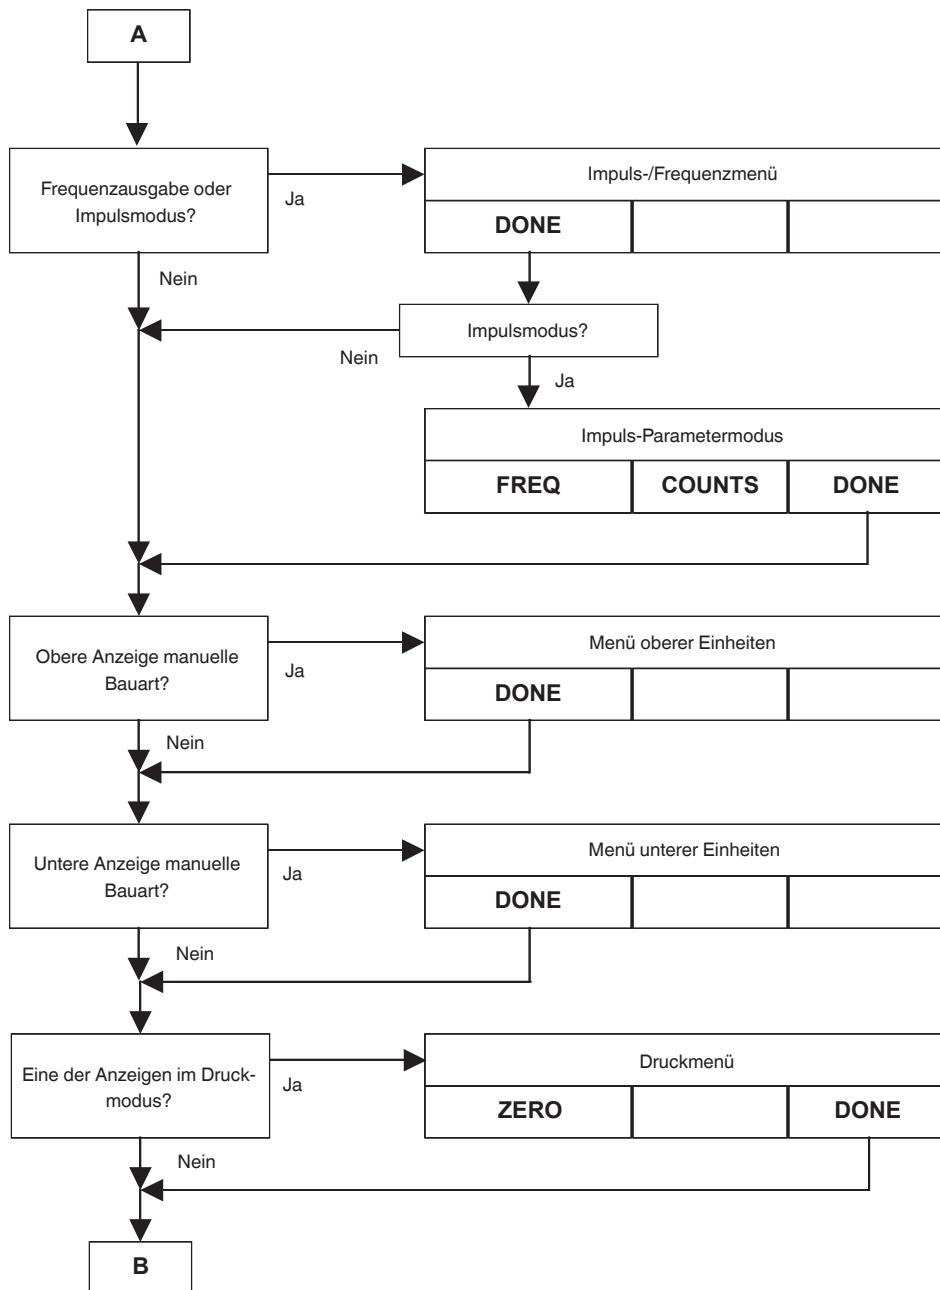 A
Frequenzausgabe oder
Impulsmodus?
Ja
Impuls-/Frequenzmenü
DONE
Nein
Impulsmodus?
Nein
Ja
Impuls-Parametermodus
FREQ COUNTS DONE
Obere Anzeige manuelle
Bauart?
Ja
Menü oberer Einheiten
DONE
Nein
Untere Anzeige manuelle
Bauart?
Ja
Menü unterer Einheiten
DONE
Nein
Eine der Anzeigen im Druck-
modus?
Ja
Druckmenü
ZERO DONE
Nein
B